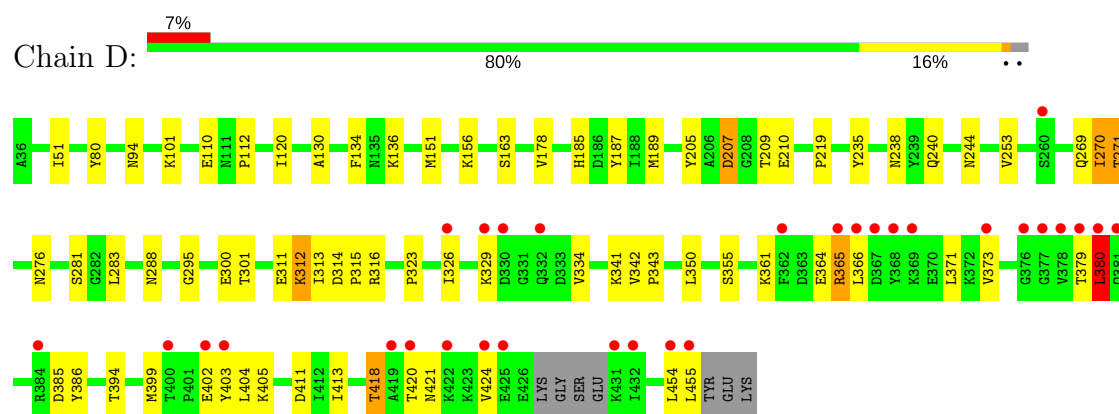 7%
Chain D:
80% 16% • •
A36 I51 Y80 N94 K101 E110 N111 P112 I120 A130 F134 N135 K136 M151 K156 S163 V178 H185 D186 Y187 I188 M189 Y205 A206 D207 G208 T209 E210 P219 Y235 N238 Y239 Q240 N244 V253 S260 Q269 I270 T271
N276 S281 G282 L283 N288 G295 E300 T301 E311 K312 I313 D314 P315 R316 P323 I326 K329 D330 G331 Q332 D333 V334 K341 V342 P343 L350 S355 K361 F362 D363 E364 R365 L366 D367 Y368 K369 E370 L371 K372 V373 G376 G377 V378 T379 L380
R384 D385 Y386 T394 M399 T400 P401 E402 Y403 L404 K405 D411 I412 I413 T418 A419 T420 N421 K422 K423 V424 E425 E426 LYS GLY SER GLU K431 I432 L454 L455 TYR GLU LYS